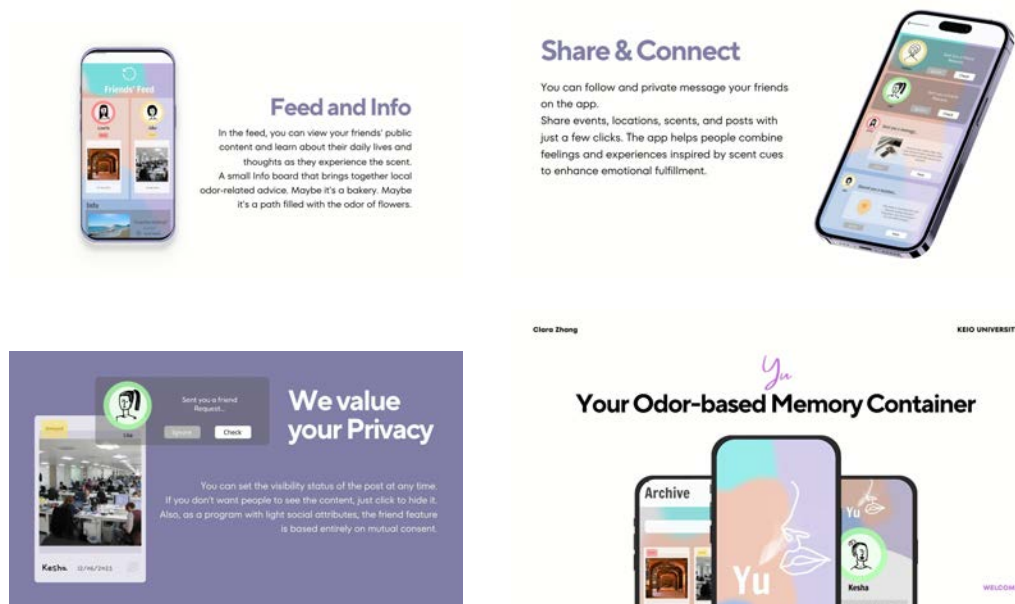 Friends' Feed
Info
Feed and Info
In the feed, you can view your friends' public
content and learn about their daily lives and
thoughts as they experience the scent.
A small Info board that brings together local
odor-related advice. Maybe it's a bakery. Maybe
it's a path filled with the odor of flowers.
Share & Connect
You can follow and private message your friends
on the app.
Share events, locations, scents, and posts with
just a few clicks. The app helps people combine
feelings and experiences inspired by scent cues
to enhance emotional fulfillment.
Check
Check
Sent you a friend
Request...
Lisa
Ignore
Check
Kesha
We value
your Privacy
You can set the visibility status of the post at any time.
If you don't want people to see the content, just click to hide it.
Also, as a program with light social attributes, the friend feature
is based entirely on mutual consent.
Clara Zhang
KEIO UNIVERSIT
Yu
Your Odor-based Memory Container
Archive
Yu
Yu
Kesha
WELCOM